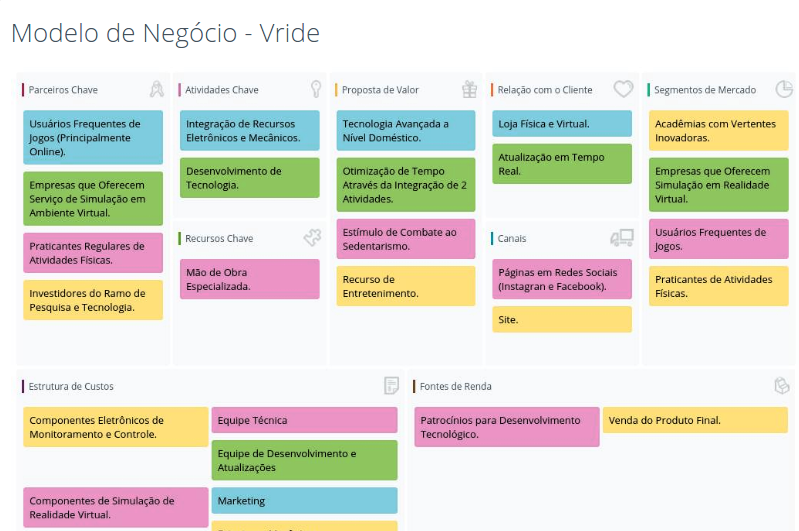 Modelo de Negócio - Vride
Parceiros Chave
Usuários Frequentes de
Jogos (Principalmente
Online).
Empresas que Oferecem
Serviço de Simulação em
Ambiente Virtual.
Praticantes Regulares de
Atividades Físicas.
Investidores do Ramo de
Pesquisa e Tecnologia.
Atividades Chave
Integração de Recursos
Eletrônicos e Mecânicos.
Desenvolvimento de
Tecnologia.
Recursos Chave
Mão de Obra
Especializada.
Proposta de Valor
Tecnologia Avançada a
Nível Doméstico.
Otimização de Tempo
Através da Integração de 2
Atividades.
Estímulo de Combate ao
Sedentarismo.
Recurso de
Entretenimento.
Relação com o Cliente
Loja Física e Virtual.
Atualização em Tempo
Real.
Canais
Páginas em Redes Sociais
(Instagran e Facebook).
Site.
Segmentos de Mercado
Acadêmias com Vertentes
Inovadoras.
Empresas que Oferecem
Simulação em Realidade
Virtual.
Usuários Frequentes de
Jogos.
Praticantes de Atividades
Físicas.
Estrutura de Custos
Componentes Eletrônicos de
Monitoramento e Controle.
Componentes de Simulação de
Realidade Virtual.
Equipe Técnica
Equipe de Desenvolvimento e
Atualizações
Marketing
Fontes de Renda
Patrocínios para Desenvolvimento
Tecnológico.
Venda do Produto Final.